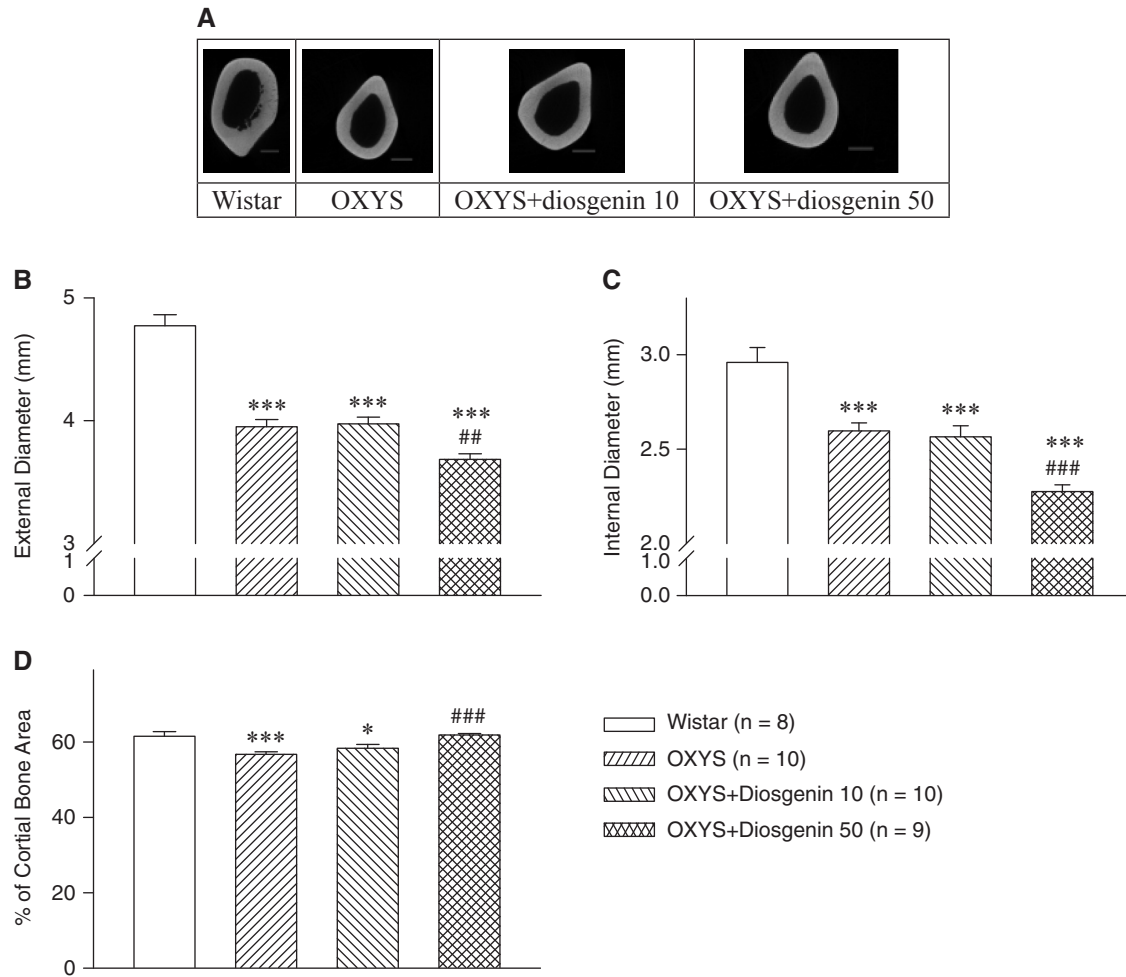 A
Wistar
OXYS
OXYS+diosgenin 10
OXYS+diosgenin 50
B
External Diameter (mm)
5
4
3
1
0
***
***
***
##
C
Internal Diameter (mm)
3.0
2.5
2.0
1.0
0.0
***
***
***
###
D
% of Cortial Bone Area
60
40
20
0
***
*
###
Wistar (n = 8)
OXYS (n = 10)
OXYS+Diosgenin 10 (n = 10)
OXYS+Diosgenin 50 (n = 9)